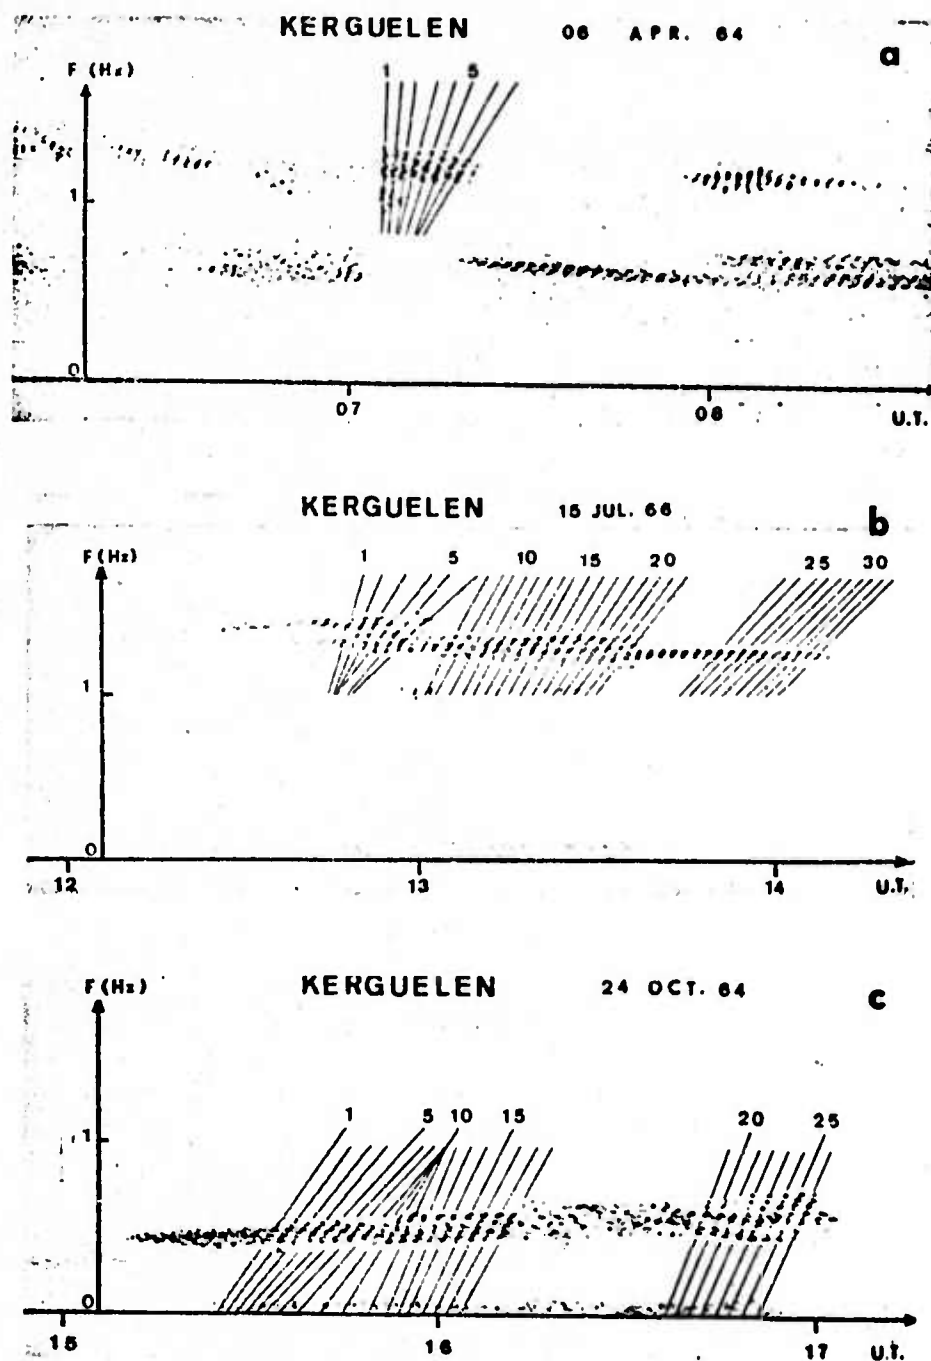 KERGUELEN 06 APR. 64
a
F (Hz)
1 5
1
0
07 08 U.T.
KERGUELEN 15 JUL. 66
b
F (Hz)
1 5 10 15 20 25 30
1
0
12 13 14 U.T.
KERGUELEN 24 OCT. 64
c
F (Hz)
1 5 10 15 20 25
1
0
15 16 17 U.T.